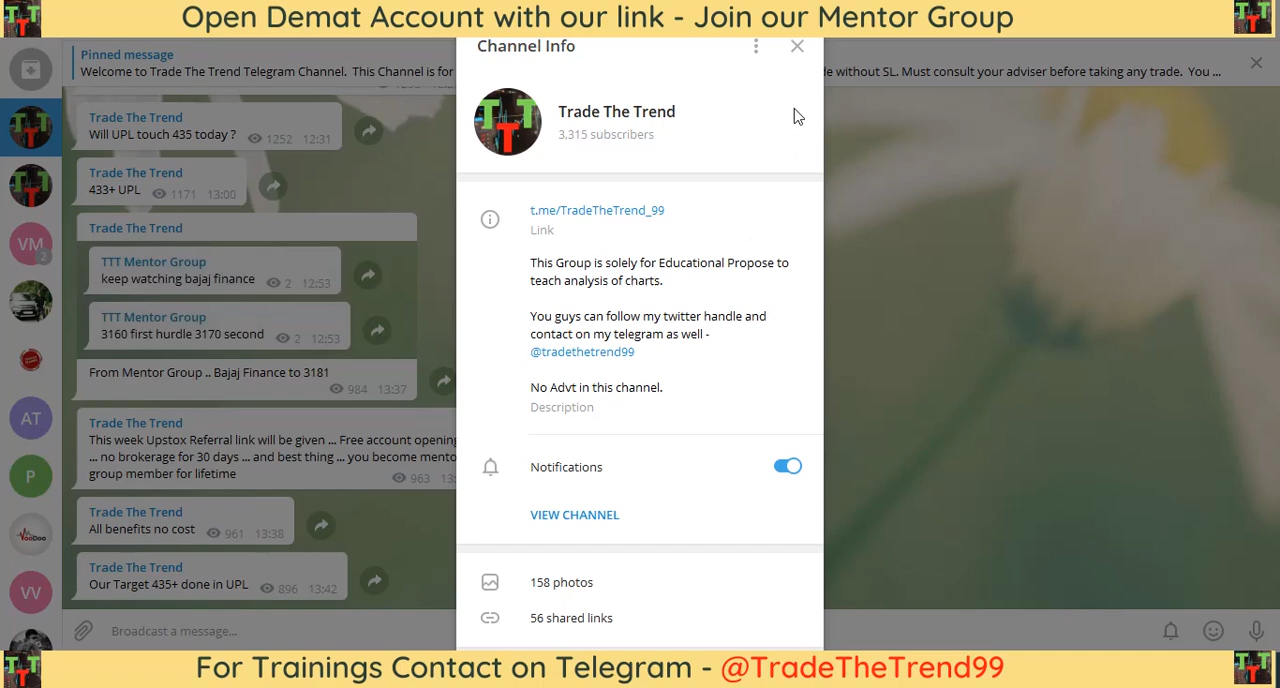 Open Demat Account with our link - Join our Mentor Group
Pinned message
Welcome to Trade The Trend Telegram Channel. This Channel is for
de without SL. Must consult your adviser before taking any trade. You ...
Trade The Trend
Will UPL touch 435 today ? 1252 12:31
Trade The Trend
433+ UPL 1171 13:00
Trade The Trend
TTT Mentor Group
keep watching bajaj finance 2 12:53
TTT Mentor Group
3160 first hurdle 3170 second 2 12:53
From Mentor Group .. Bajaj Finance to 3181
984 13:37
Trade The Trend
This week Upstox Referral link will be given ... Free account opening
... no brokerage for 30 days ... and best thing ... you become mento
group member for lifetime 963 13:
Trade The Trend
All benefits no cost 961 13:38
Trade The Trend
Our Target 435+ done in UPL 896 13:42
Broadcast a message...
VM
2
AT
P
VooDoo
VV
Channel Info
TTT
Trade The Trend
3,315 subscribers
t.me/TradeTheTrend_99
Link
This Group is solely for Educational Propose to
teach analysis of charts.
You guys can follow my twitter handle and
contact on my telegram as well -
@tradethetrend99
No Advt in this channel.
Description
Notifications
VIEW CHANNEL
158 photos
56 shared links
For Trainings Contact on Telegram - @TradeTheTrend99